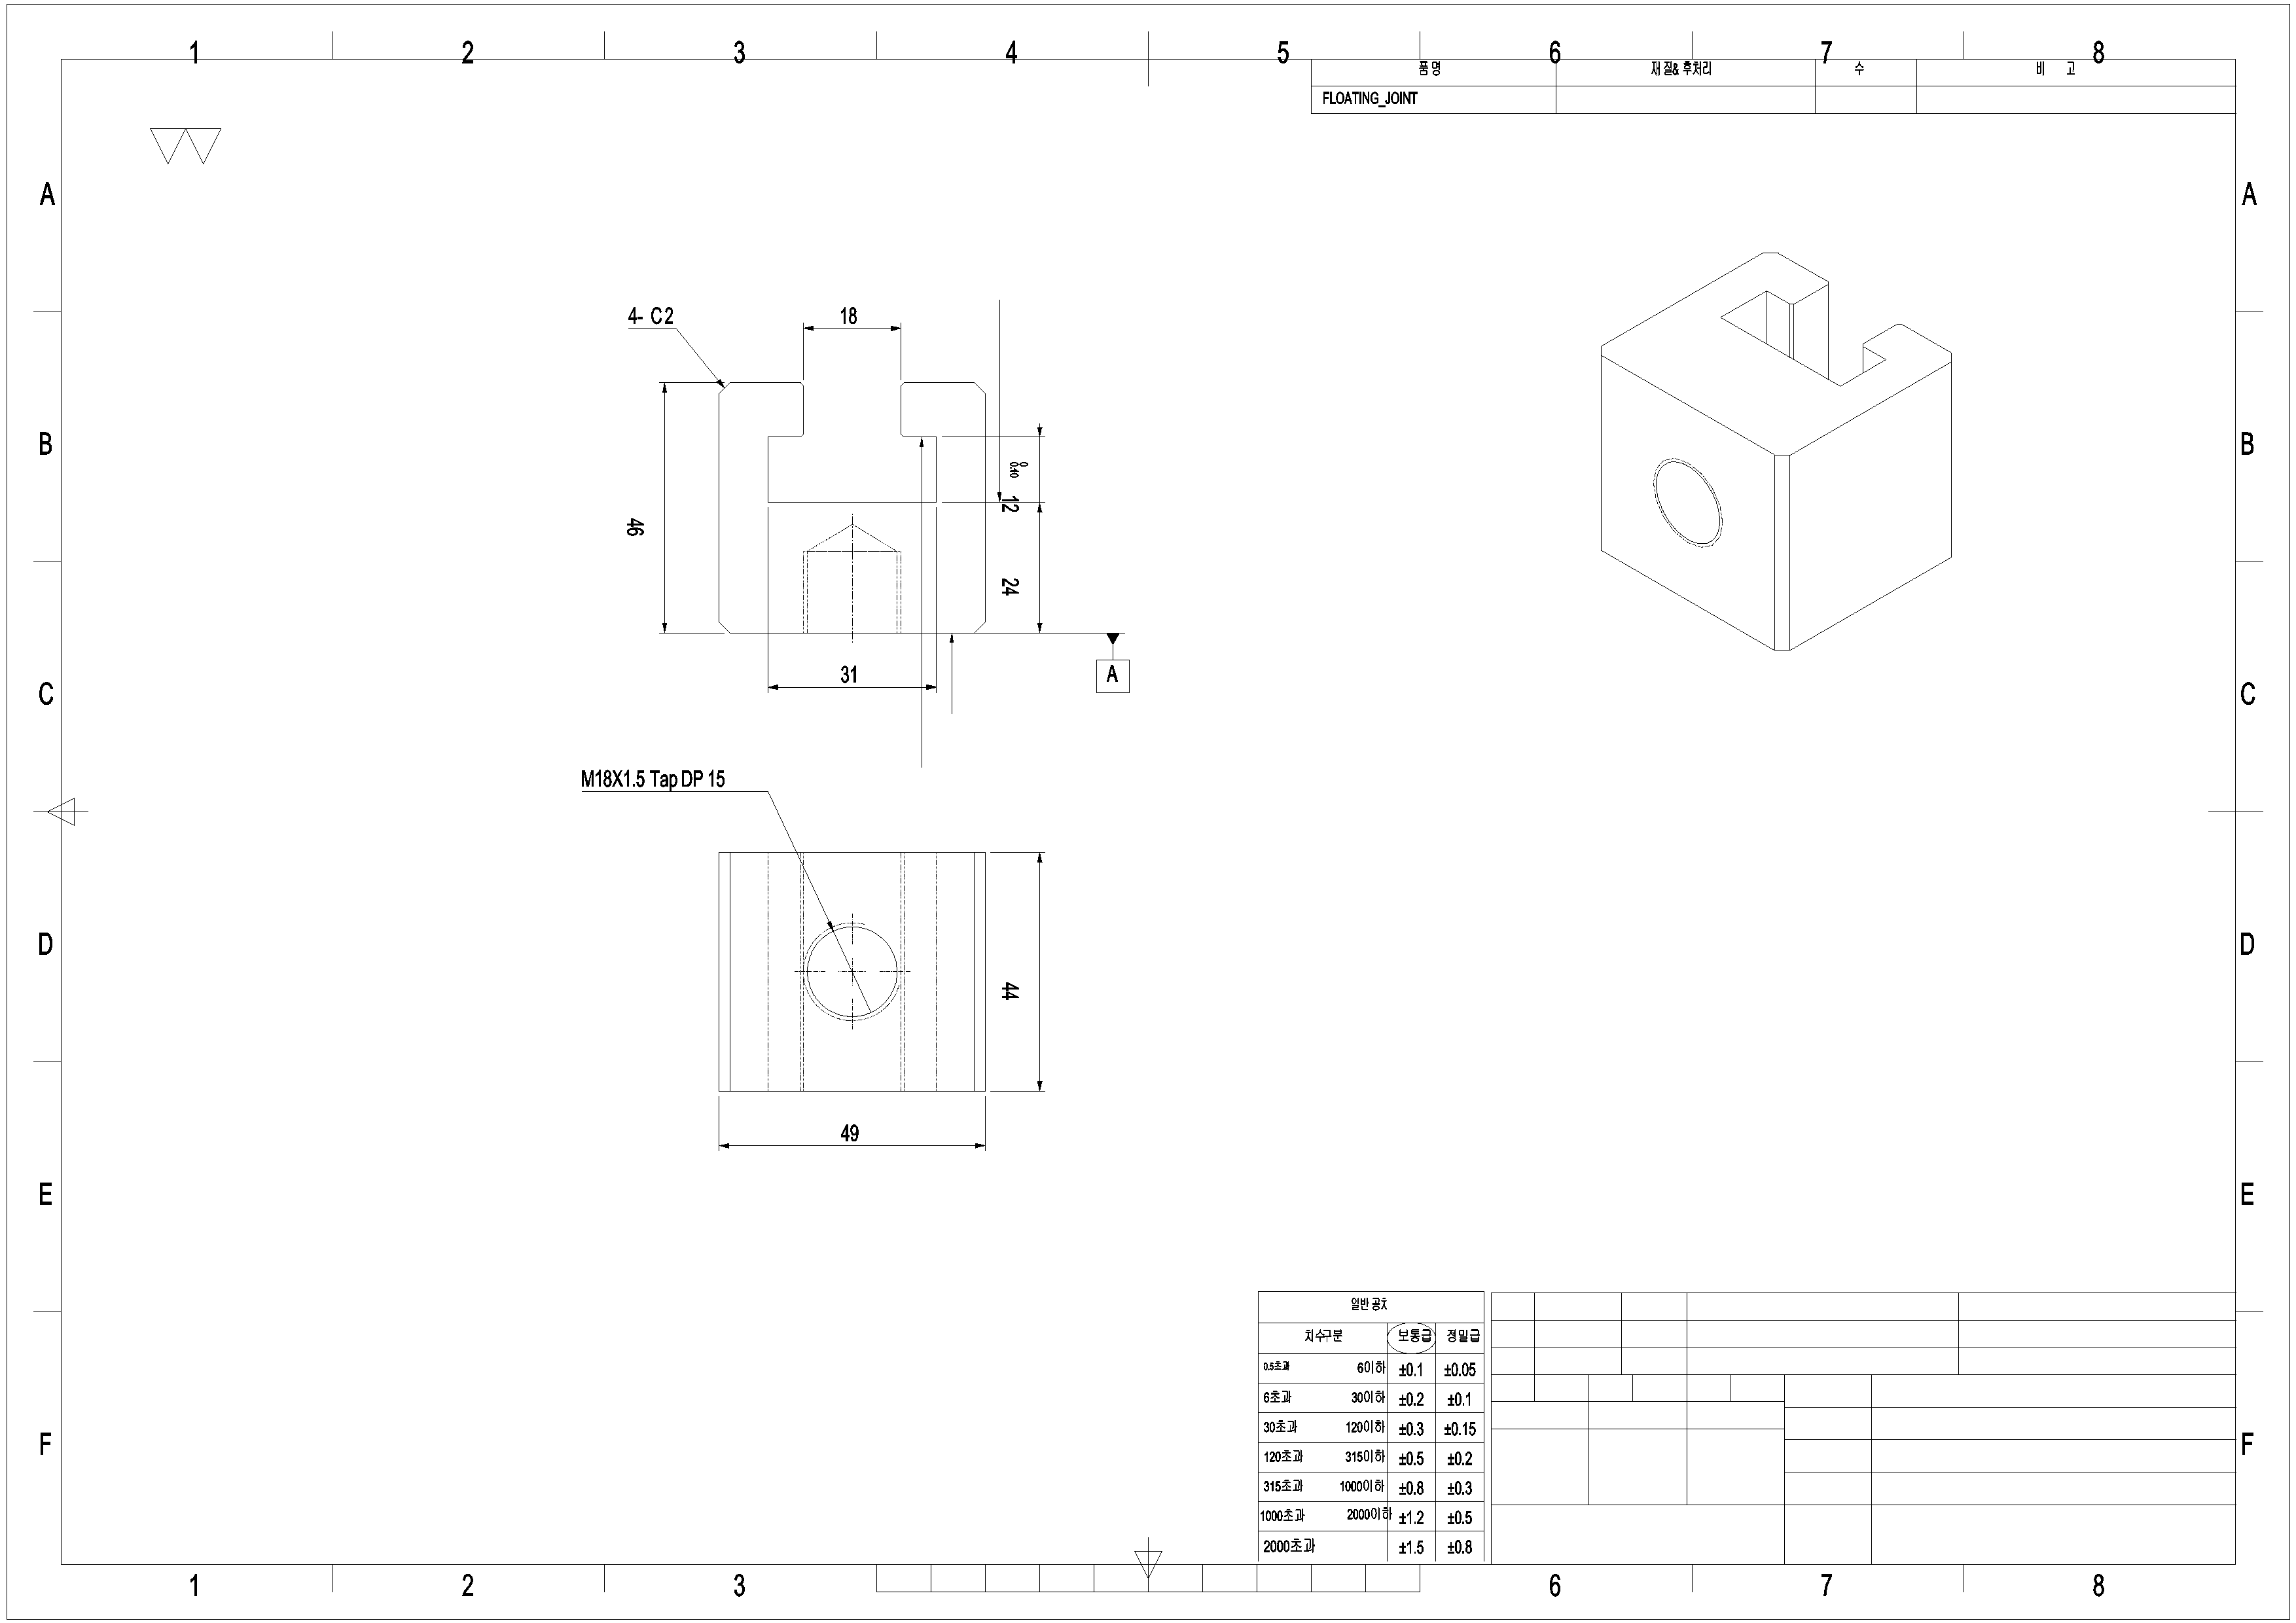 1 2 3 4 5 6 7 8
품 명 재 질& 후처리 수 비 고
FLOATING_JOINT
A A
4- C2 18
B B
0
0.40
12
46
24
31
A
C C
M18X1.5 Tap DP 15
D D
44
49
E E
일반 공차
치수구분 보통급 정밀급
0.5초과 6이하 ±0.1 ±0.05
6초과 30이하 ±0.2 ±0.1
30초과 120이하 ±0.3 ±0.15
F F
120초과 315이하 ±0.5 ±0.2
315초과 1000이하 ±0.8 ±0.3
1000초과 2000이하 ±1.2 ±0.5
2000초과 ±1.5 ±0.8
1 2 3 6 7 8